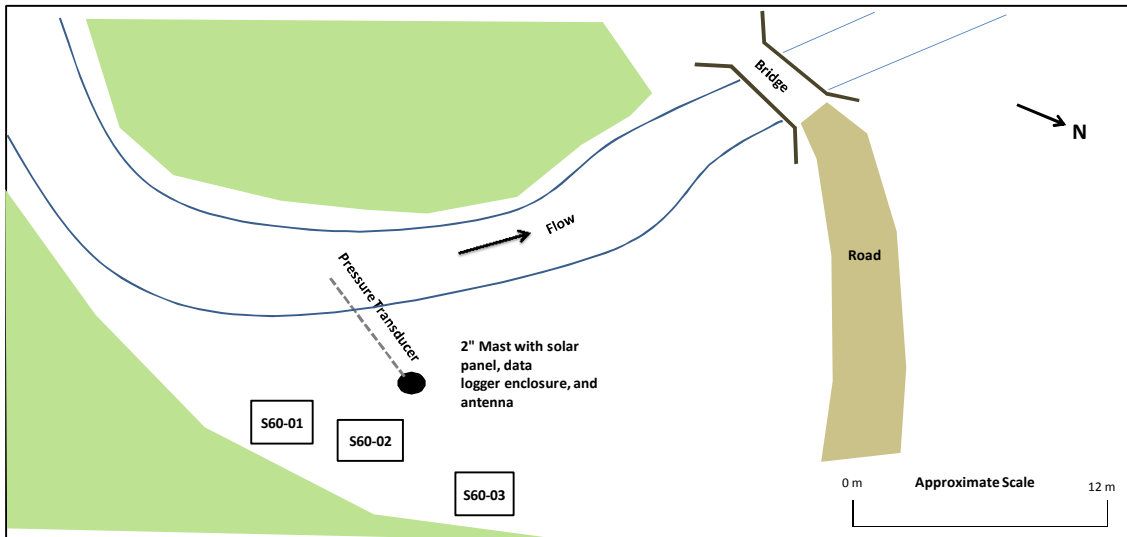 Bridge
N
Flow
Road
Pressure Transducer
2" Mast with solar
panel, data
logger enclosure, and
antenna
S60-01
S60-02
S60-03
0 m
Approximate Scale
12 m